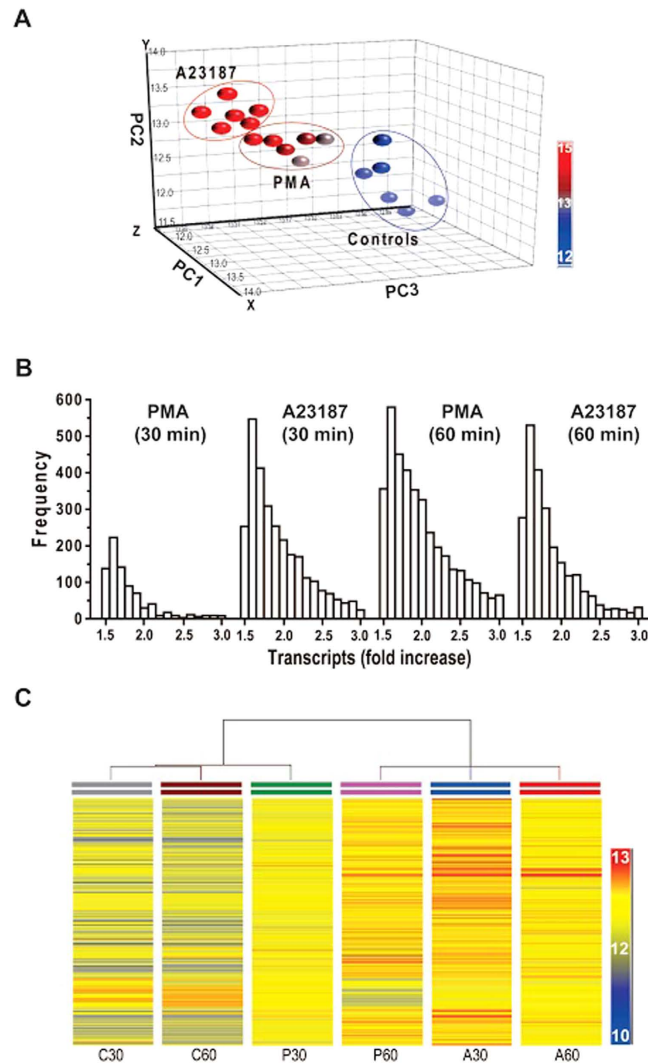 A
Y
14.0
A23187
13.5
13.0
PC2
12.5
PMA
12.0
11.5
Z
12.0
12.5
13.0
13.5
14.0
PC1
X
PC3
Controls
15
13
12
B
PMA
(30 min)
A23187
(30 min)
PMA
(60 min)
A23187
(60 min)
600
500
400
300
200
100
0
Frequency
1.5 2.0 2.5 3.0 1.5 2.0 2.5 3.0 1.5 2.0 2.5 3.0 1.5 2.0 2.5 3.0
Transcripts (fold increase)
C
13
12
10
C30 C60 P30 P60 A30 A60